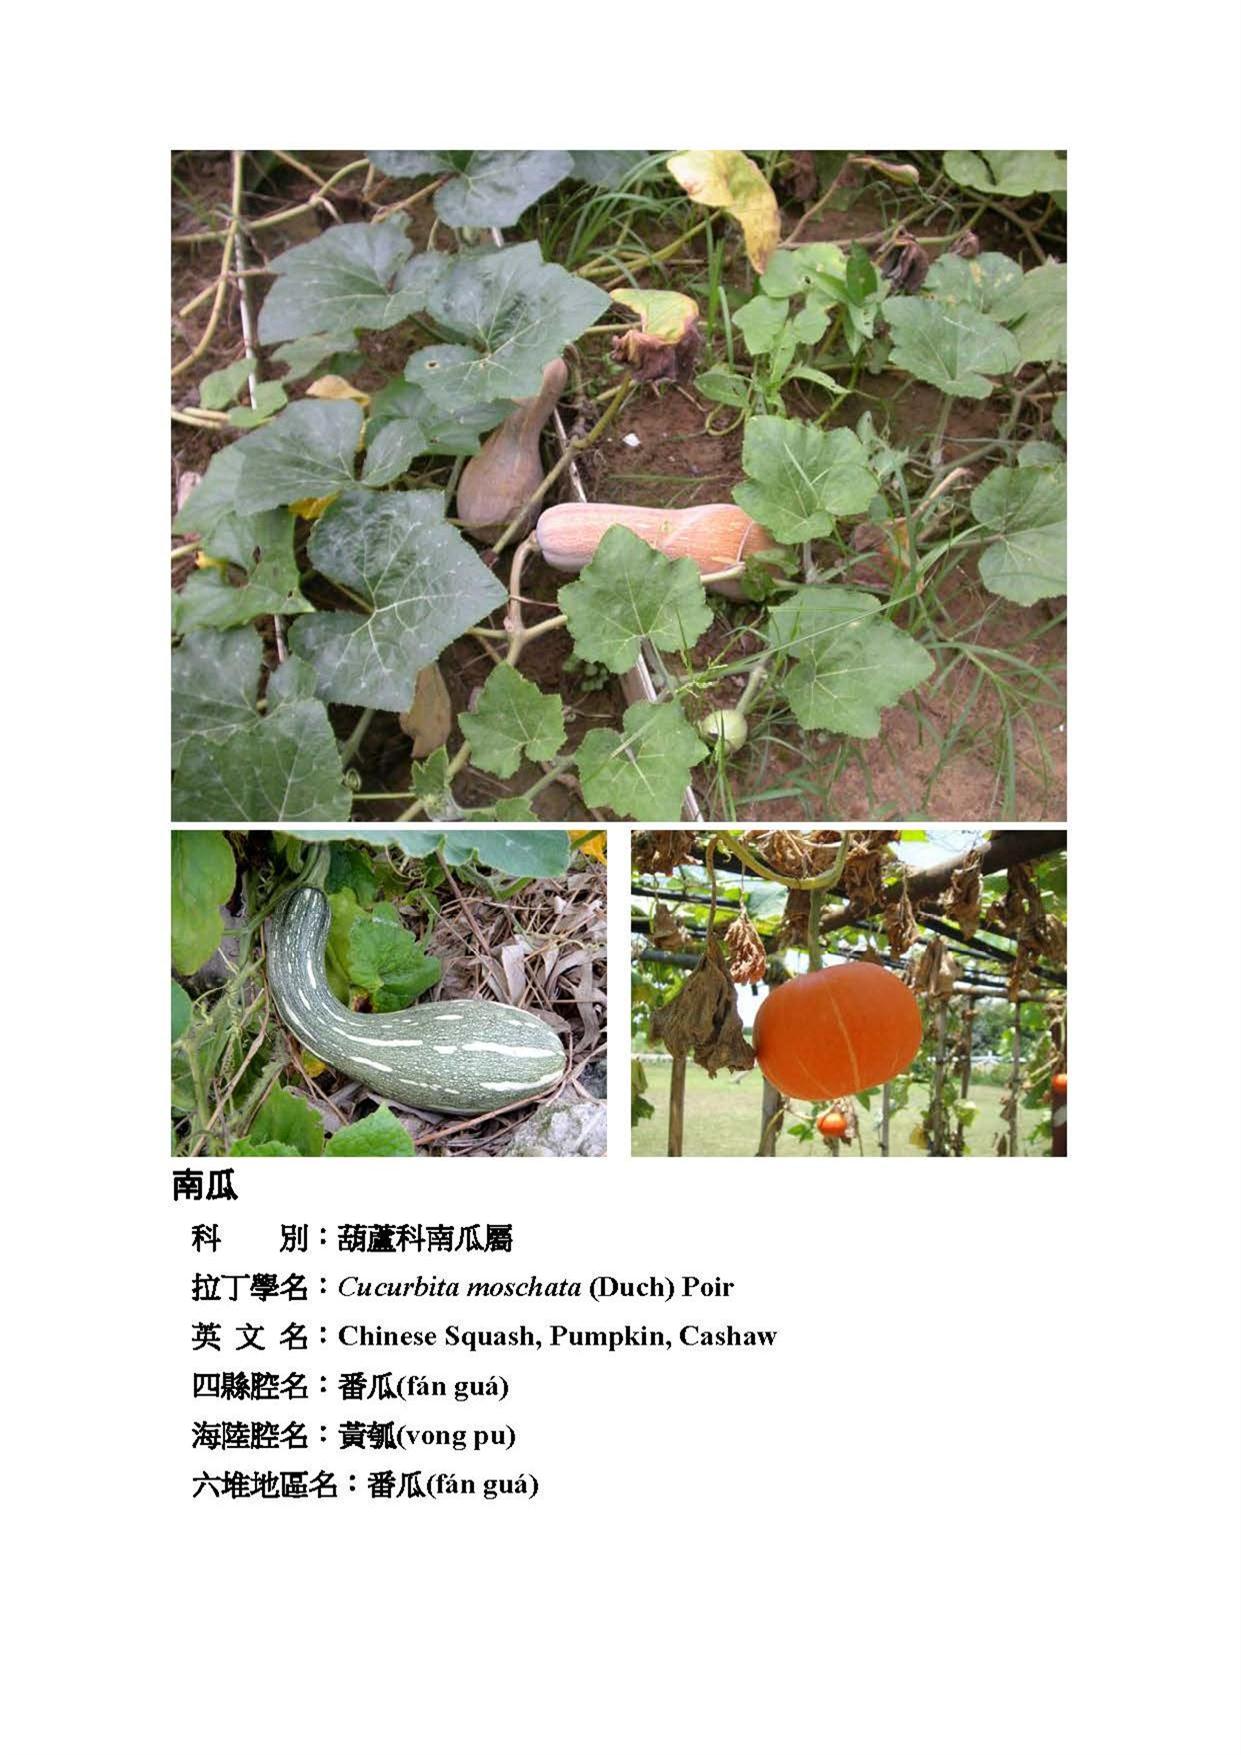 南瓜
科　　別：葫蘆科南瓜屬
拉丁學名：Cucurbita moschata (Duch) Poir
英 文 名：Chinese Squash, Pumpkin, Cashaw
四縣腔名：番瓜(fán guá)
海陸腔名：黃瓠(vong pu)
六堆地區名：番瓜(fán guá)